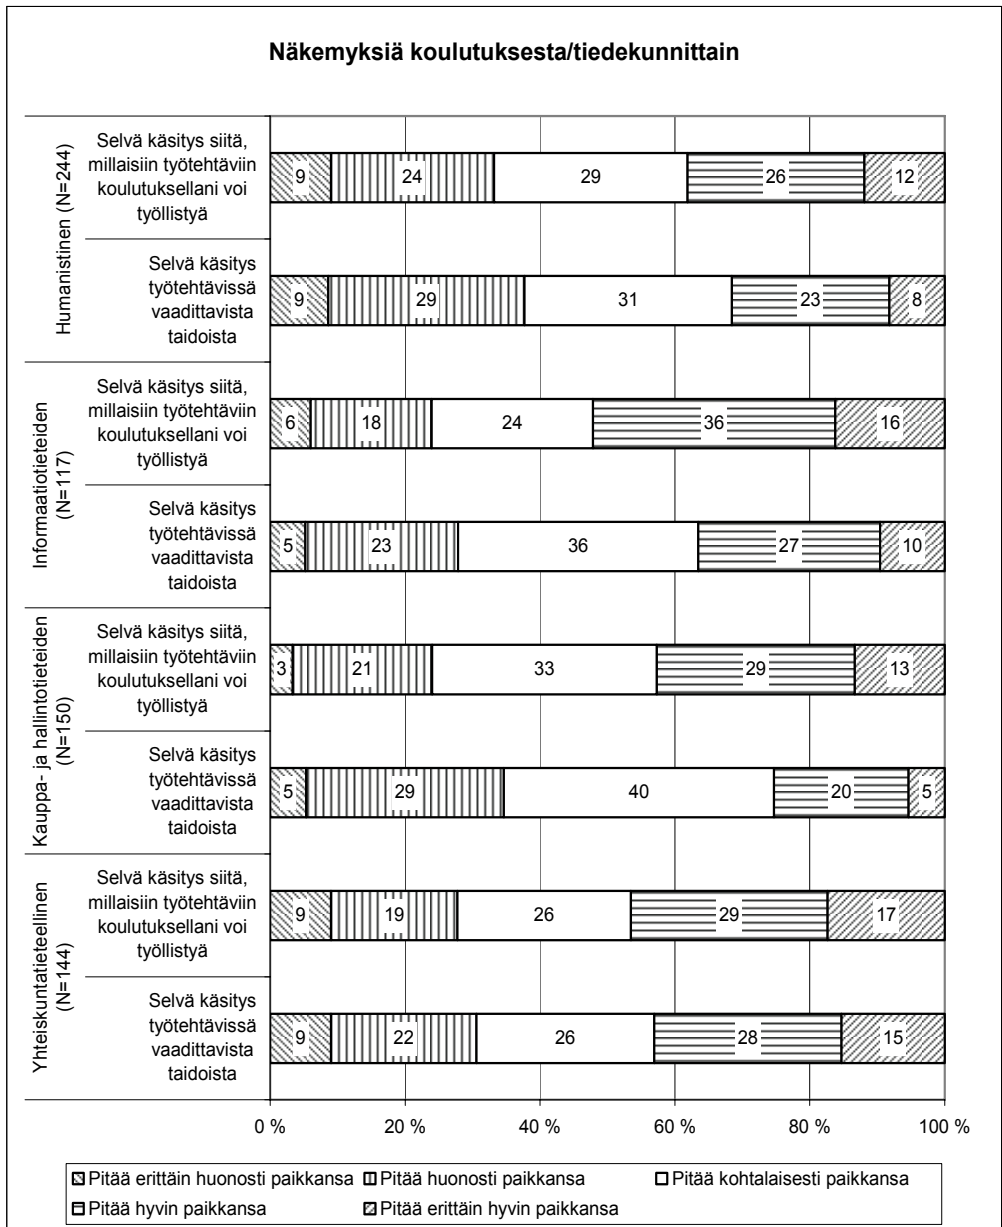 Näkemyksiä koulutuksesta/tiedekunnittain
Humanistinen (N=244)
Selvä käsitys siitä,
millaisiin työtehtäviin
koulutuksellani voi
työllistyä
9 24 29 26 12
Selvä käsitys
työtehtävissä
vaadittavista
taidoista
9 29 31 23 8
Informaatiotieteiden
(N=117)
Selvä käsitys siitä,
millaisiin työtehtäviin
koulutuksellani voi
työllistyä
6 18 24 36 16
Selvä käsitys
työtehtävissä
vaadittavista
taidoista
5 23 36 27 10
Kauppa- ja hallintotieteiden
(N=150)
Selvä käsitys siitä,
millaisiin työtehtäviin
koulutuksellani voi
työllistyä
3 21 33 29 13
Selvä käsitys
työtehtävissä
vaadittavista
taidoista
5 29 40 20 5
Yhteiskuntatieteellinen
(N=144)
Selvä käsitys siitä,
millaisiin työtehtäviin
koulutuksellani voi
työllistyä
9 19 26 29 17
Selvä käsitys
työtehtävissä
vaadittavista
taidoista
9 22 26 28 15
0 % 20 % 40 % 60 % 80 % 100 %
Pitää erittäin huonosti paikkansa Pitää huonosti paikkansa Pitää kohtalaisesti paikkansa
Pitää hyvin paikkansa Pitää erittäin hyvin paikkansa